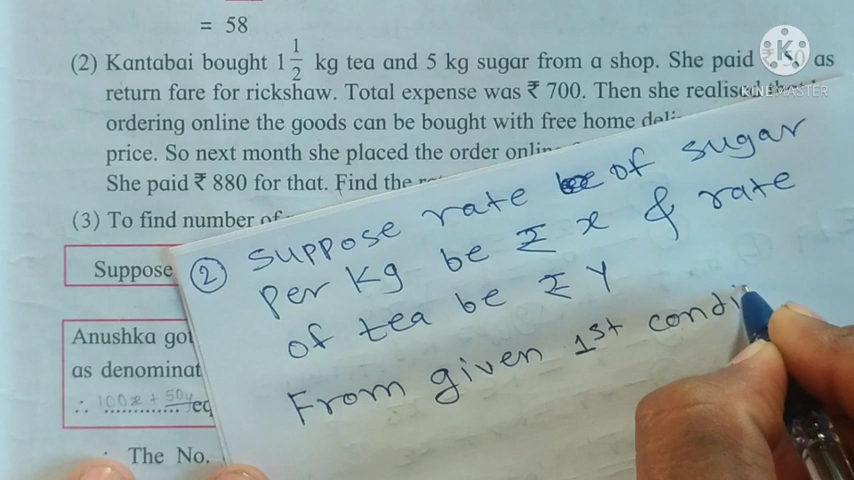 = 58
(2) Kantabai bought 1 1/2 kg tea and 5 kg sugar from a shop. She paid ₹ 50 as
return fare for rickshaw. Total expense was ₹ 700. Then she realised that
ordering online the goods can be bought with free home
price. So next month she placed the order
She paid ₹ 880 for that. Find the
(3) To find number of
Suppose
Anushka
as denominat
∴ 100x + 50y
The No.
KINEMASTER
② Suppose rate of sugar
Per Kg be ₹ x & rate
of tea be ₹ y
From given 1st condi